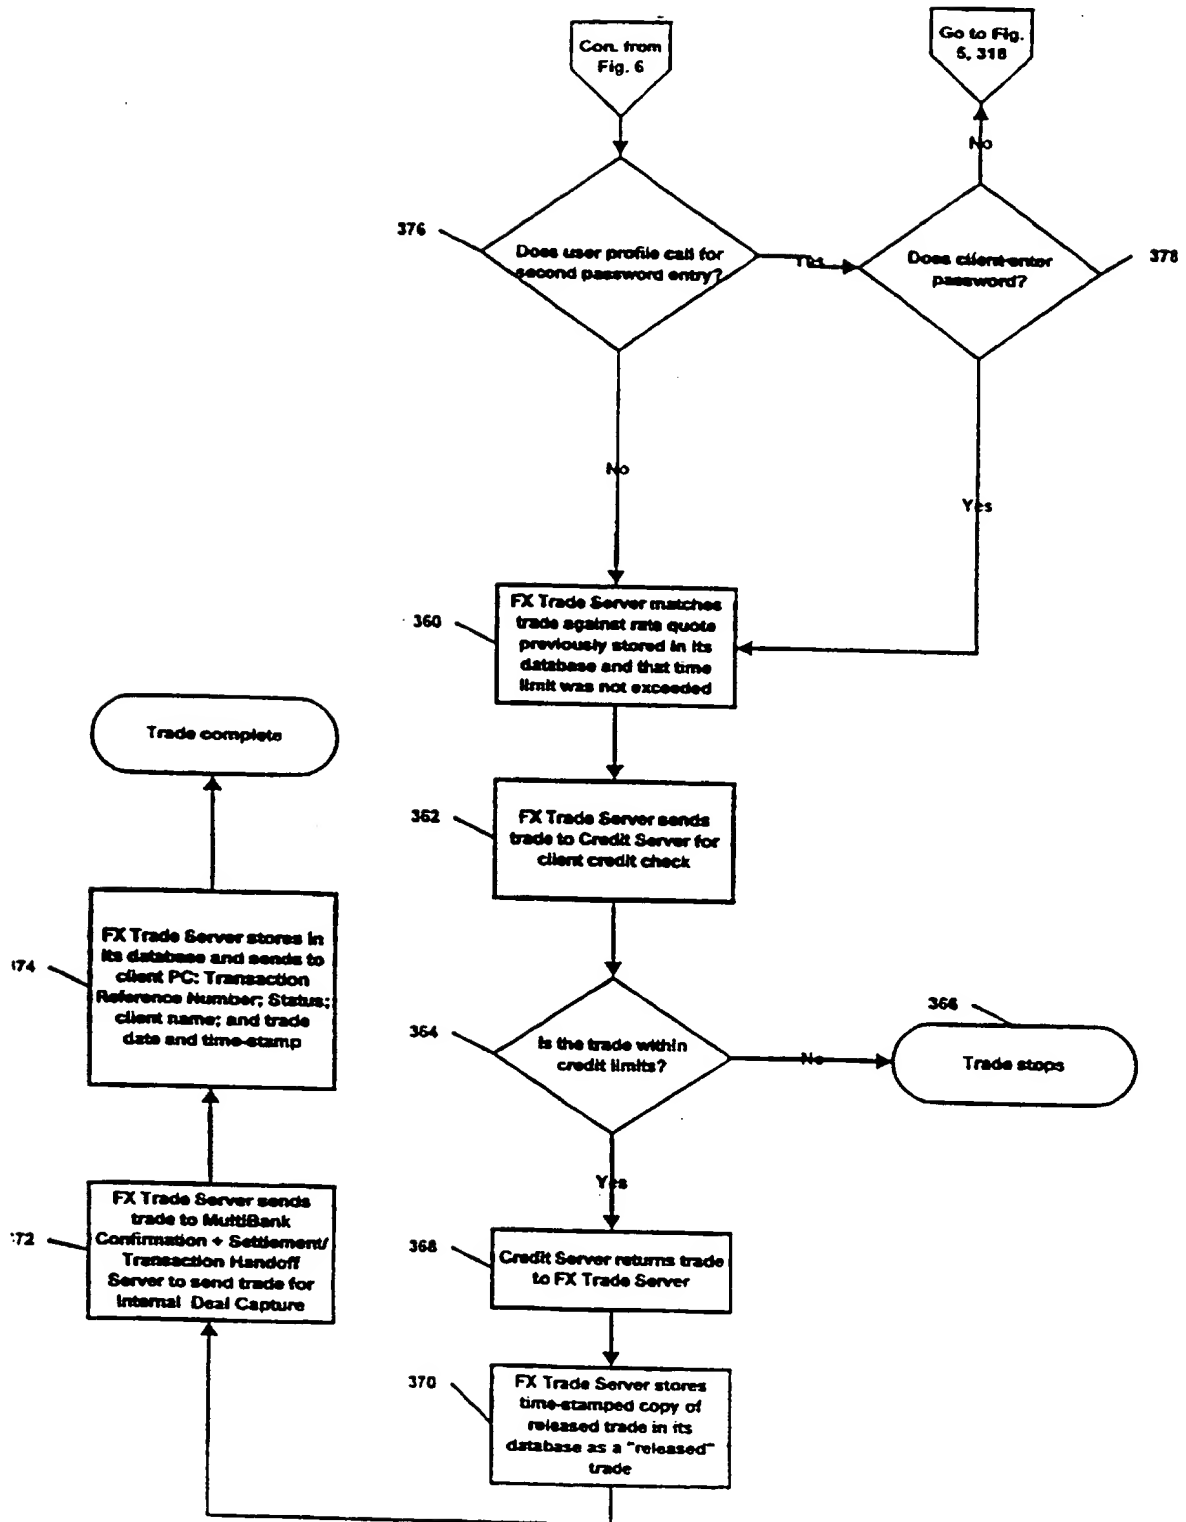 Con. from
Fig. 6
Go to Fig.
5, 318
No
376
Does user profile call for
second password entry?
Yes
Does client enter
password?
378
No
Yes
360
FX Trade Server matches
trade against rate quote
previously stored in its
database and that time
limit was not exceeded
Trade complete
362
FX Trade Server sends
trade to Credit Server for
client credit check
374
FX Trade Server stores in
its database and sends to
client PC: Transaction
Reference Number; Status;
client name; and trade
date and time-stamp
364
Is the trade within
credit limits?
No
366
Trade stops
Yes
372
FX Trade Server sends
trade to MultiBank
Confirmation + Settlement/
Transaction Handoff
Server to send trade for
Internal Deal Capture
368
Credit Server returns trade
to FX Trade Server
370
FX Trade Server stores
time-stamped copy of
released trade in its
database as a "released"
trade